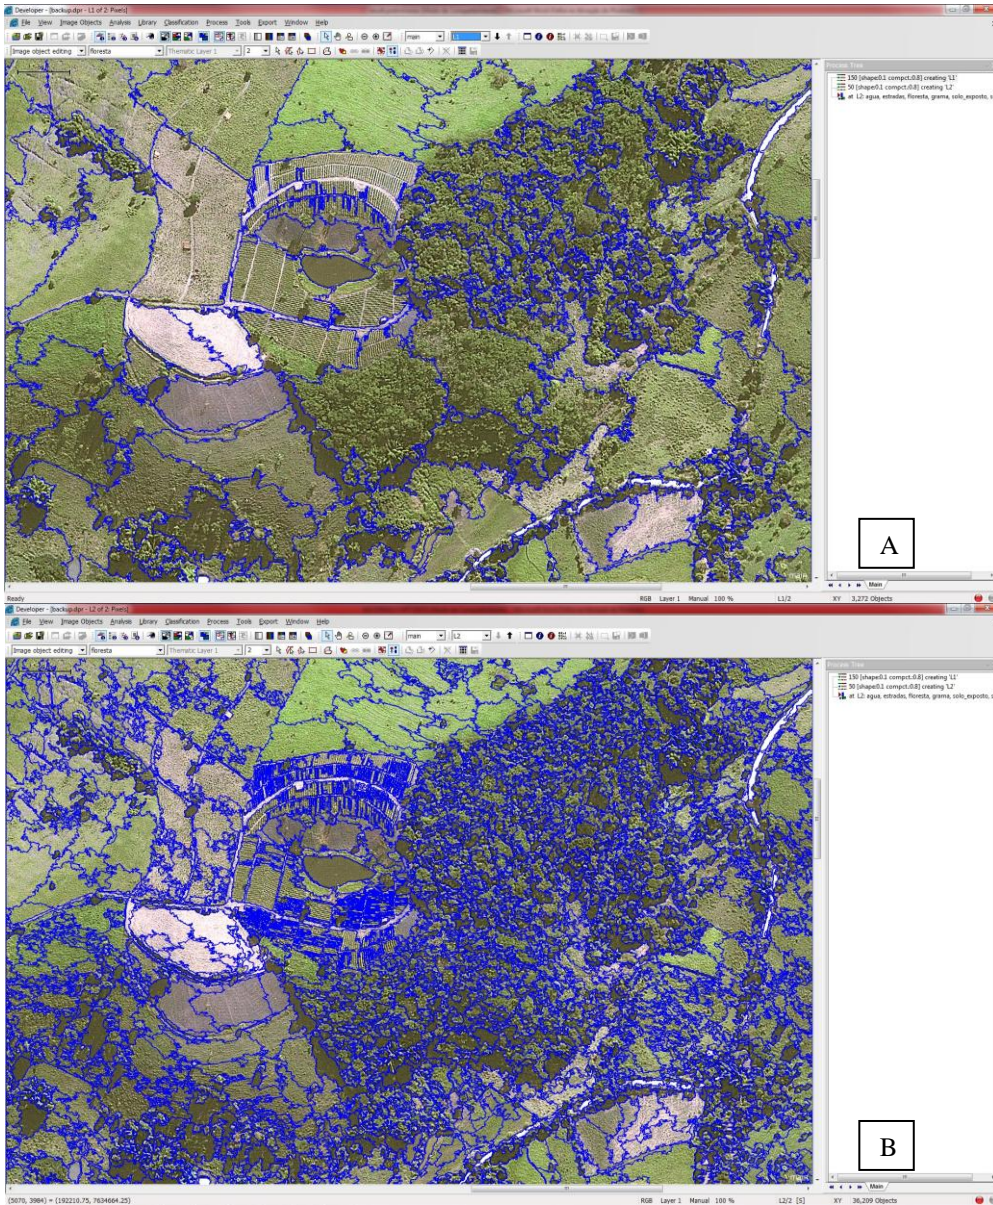 Developer - [backup.dpr - L1 of 2: Pixels]
File View Image Objects Analysis Library Classification Process Tools Export Window Help
main L1
Image object editing floresta Thematic Layer 1 2
Process Tree
150 [shape:0.1 compct.:0.8] creating 'L1'
50 [shape:0.1 compct.:0.8] creating 'L2'
at L2: agua, estradas, floresta, grama, solo_exposto, s
A
Main
Ready RGB Layer 1 Manual 100 % L1/2 XY 3,272 Objects
Developer - [backup.dpr - L2 of 2: Pixels]
File View Image Objects Analysis Library Classification Process Tools Export Window Help
main L2
Image object editing floresta Thematic Layer 1 2
Process Tree
150 [shape:0.1 compct.:0.8] creating 'L1'
50 [shape:0.1 compct.:0.8] creating 'L2'
at L2: agua, estradas, floresta, grama, solo_exposto, s
B
Main
(5070, 3984) = (192210.75, 7634664.25) RGB Layer 1 Manual 100 % L2/2 [S] XY 36,209 Objects